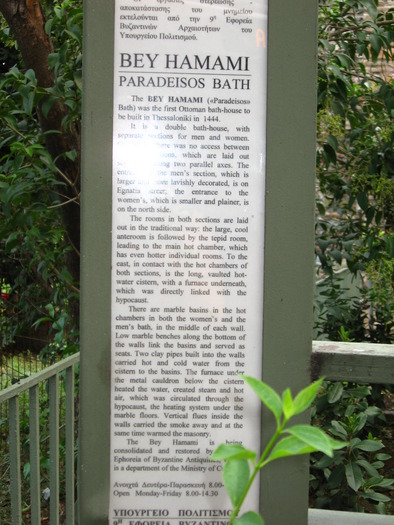 αποκατάστασης του μνημείου
εκτελούνται από την 9η Εφορεία
Βυζαντινών Αρχαιοτήτων του
Υπουργείου Πολιτισμού.
BEY HAMAMI
PARADEISOS BATH
The BEY HAMAMI («Paradeisos»
Bath) was the first Ottoman bath-house to
be built in Thessaloniki in 1444.
It is a double bath-house, with
separate sections for men and women.
There was no access between
sections, which are laid out
along two parallel axes. The
entrance to the men's section, which is
larger and more lavishly decorated, is on
Egnatia Street; the entrance to the
women's, which is smaller and plainer, is
on the north side.
The rooms in both sections are laid
out in the traditional way: the large, cool
anteroom is followed by the tepid room,
leading to the main hot chamber, which
has even hotter individual rooms. To the
east, in contact with the hot chambers of
both sections, is the long, vaulted hot-
water cistern, with a furnace underneath,
which was directly linked with the
hypocaust.
There are marble basins in the hot
chambers in both the women's and the
men's bath, in the middle of each wall.
Low marble benches along the bottom of
the walls link the basins and served as
seats. Two clay pipes built into the walls
carried hot and cold water from the
cistern to the basins. The furnace under
the metal cauldron below the cistern
heated the water, created steam and hot
air, which was circulated through the
hypocaust, the heating system under the
marble floors. Vertical flues inside the
walls carried the smoke away and at the
same time warmed the masonry.
The Bey Hamami is being
consolidated and restored by
Ephoreia of Byzantine
is a department of the Ministry of
Ανοιχτά Δευτέρα-Παρασκευή 8.00-
Open Monday-Friday 8.00-14.30
ΥΠΟΥΡΓΕΙΟ ΠΟΛΙΤΙΣΜΟΥ
9η ΕΦΟΡΕΙΑ